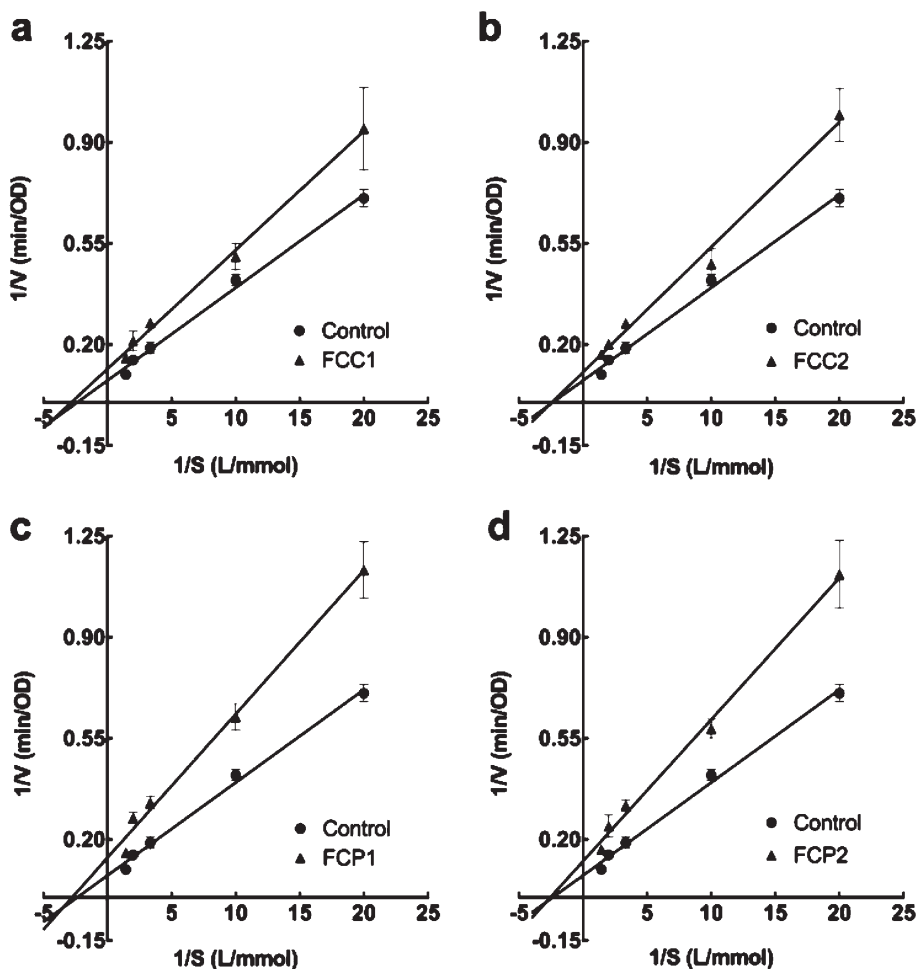 a
1.25
0.90
0.55
0.20
-0.15
1/V (min/OD)
-5 5 10 15 20 25
1/S (L/mmol)
Control
FCC1
b
1.25
0.90
0.55
0.20
-0.15
1/V (min/OD)
-5 5 10 15 20 25
1/S (L/mmol)
Control
FCC2
c
1.25
0.90
0.55
0.20
-0.15
1/V (min/OD)
-5 5 10 15 20 25
1/S (L/mmol)
Control
FCP1
d
1.25
0.90
0.55
0.20
-0.15
1/V (min/OD)
-5 5 10 15 20 25
1/S (L/mmol)
Control
FCP2